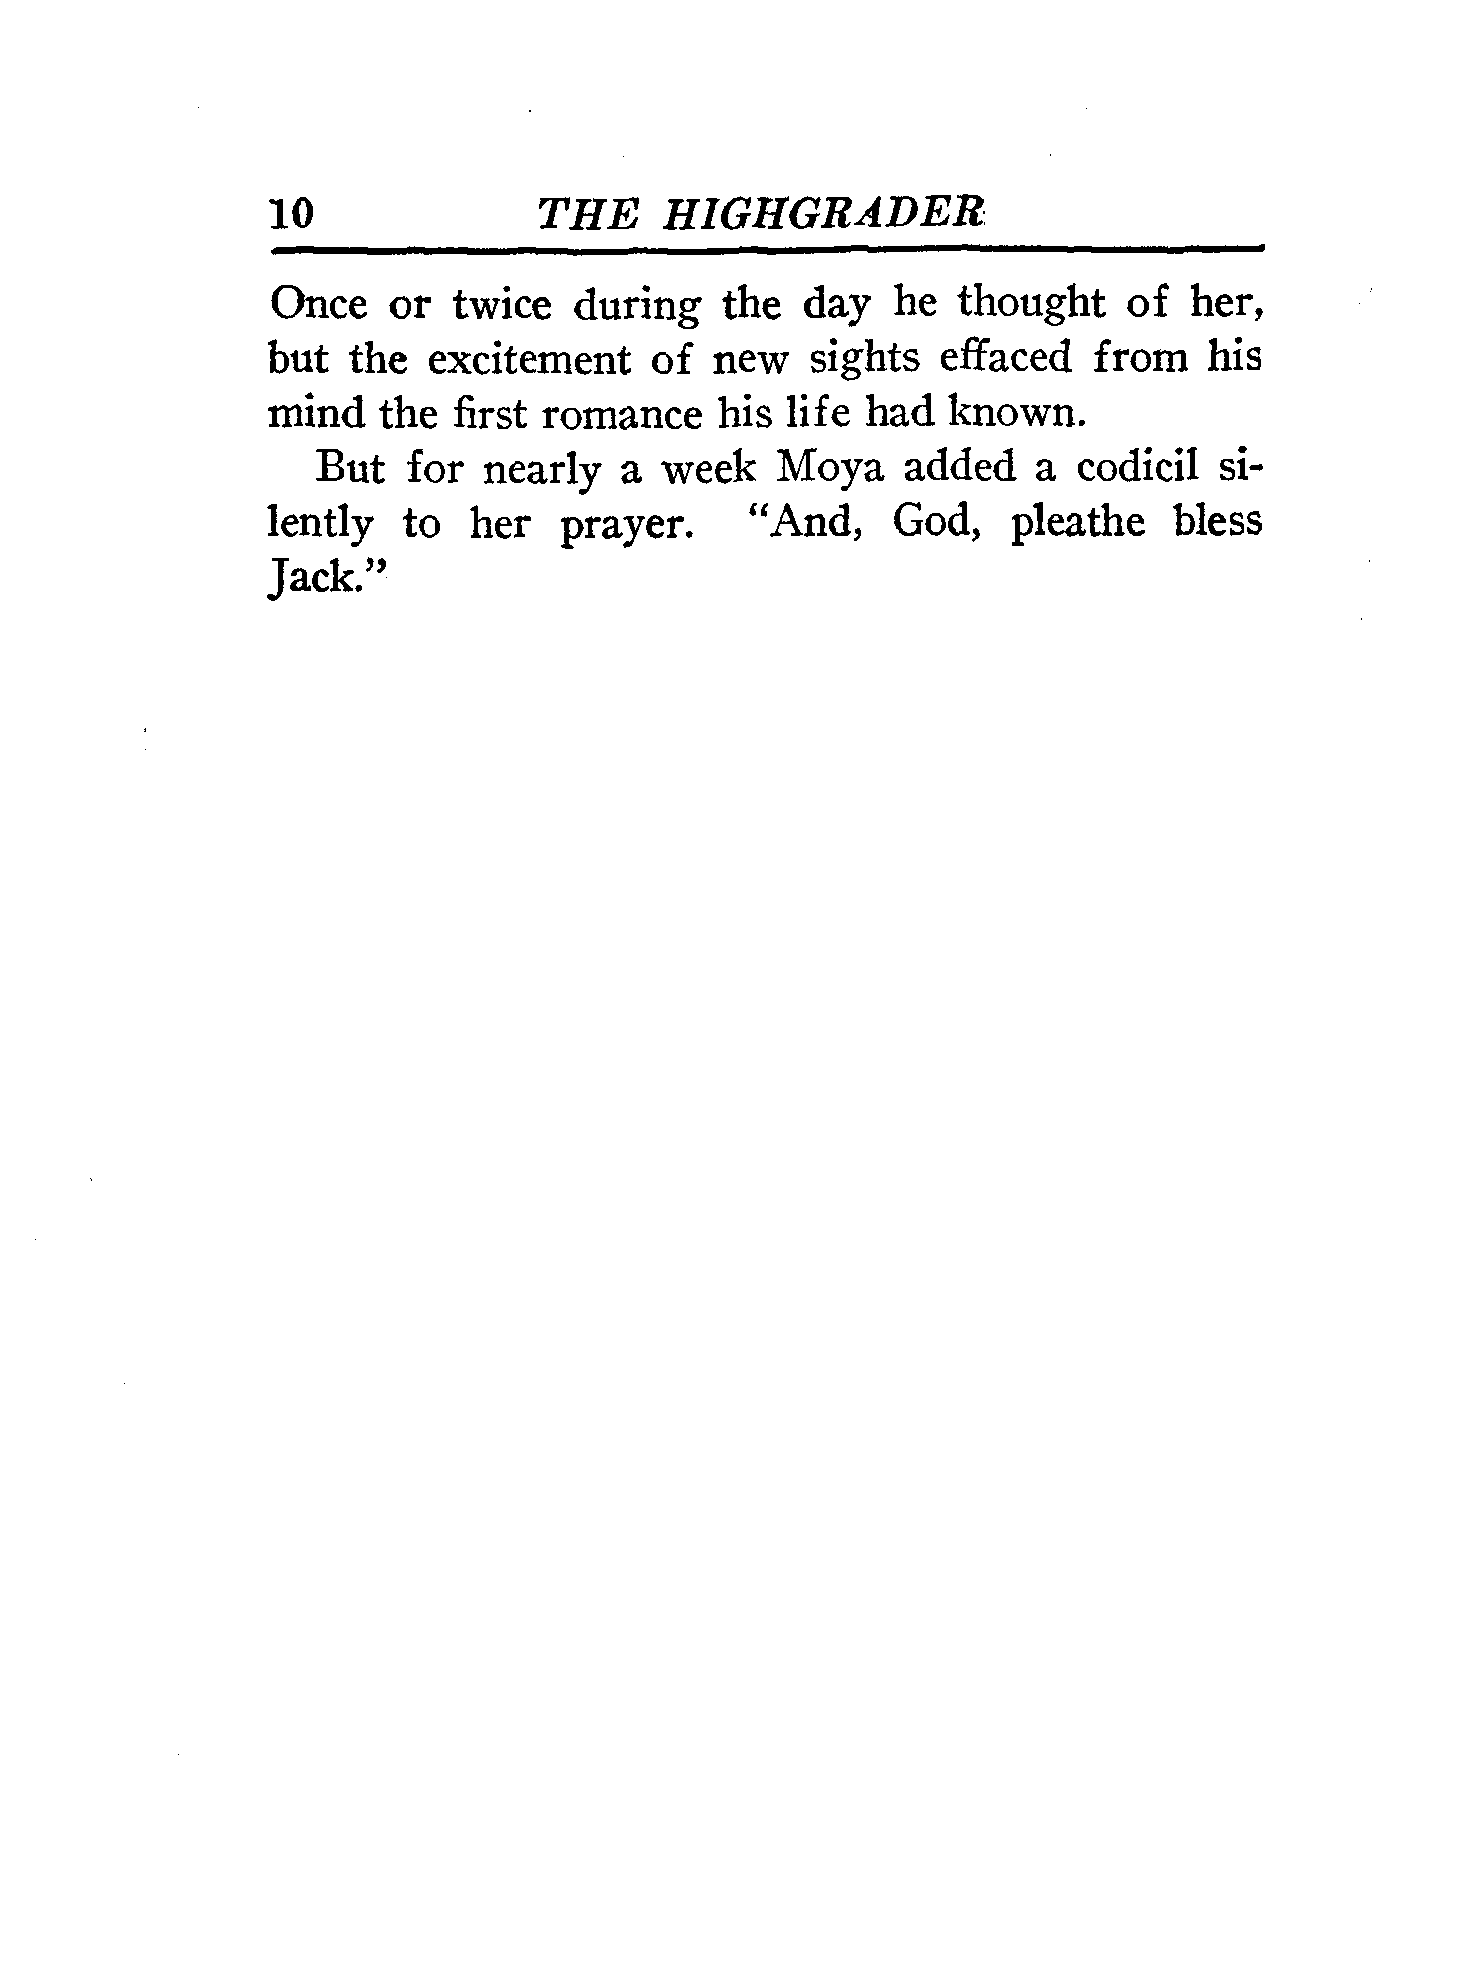 10 THE HIGHGRADER
Once or twice during the day he thought of her,
but the excitement of new sights effaced from his
mind the first romance his life had known.
But for nearly a week Moya added a codicil si-
lently to her prayer. “And, God, pleathe bless
Jack.”